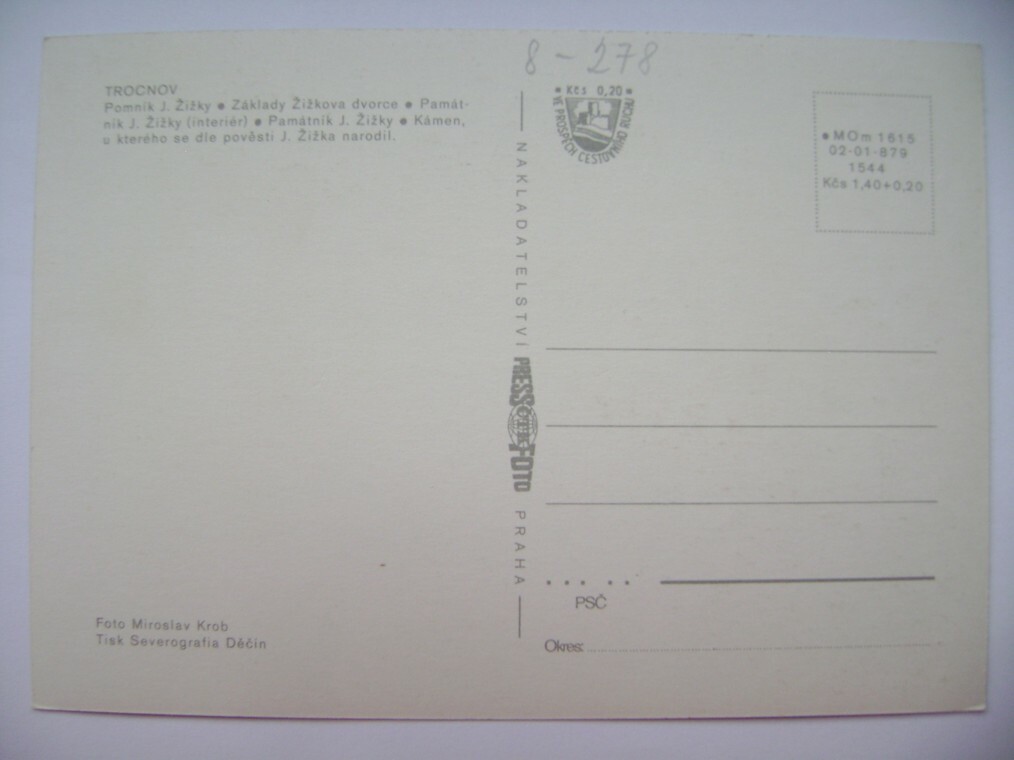 8-278
TROCNOV
Pomník J. Žižky ● Základy Žižkova dvorce ● Památ-
ník J. Žižky (interiér) ● Památník J. Žižky ● Kámen,
u kterého se dle pověsti J. Žižka narodil.
Foto Miroslav Krob
Tisk Severografia Děčín
NAKLADATELSTVÍ PRESSFOTO PRAHA
ČTK
Kčs 0,20
VE PROSPĚCH CESTOVNÍHO RUCHU
● MOm 1615
02-01-879
1544
Kčs 1,40+0,20
PSČ
Okres: